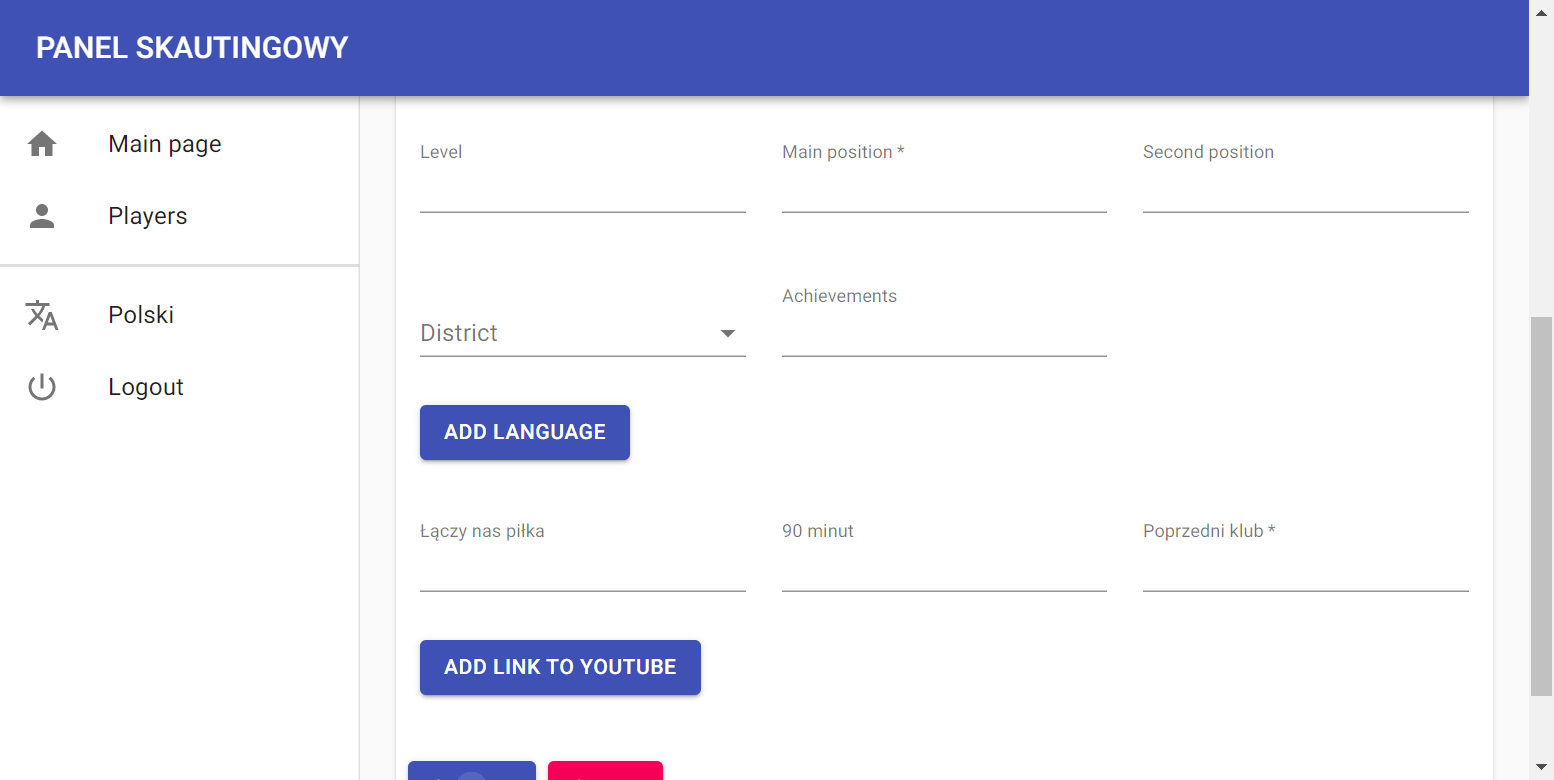 PANEL SKAUTINGOWY
Main page
Players
Polski
Logout
Level
Main position *
Second position
District
Achievements
ADD LANGUAGE
Łączy nas piłka
90 minut
Poprzedni klub *
ADD LINK TO YOUTUBE